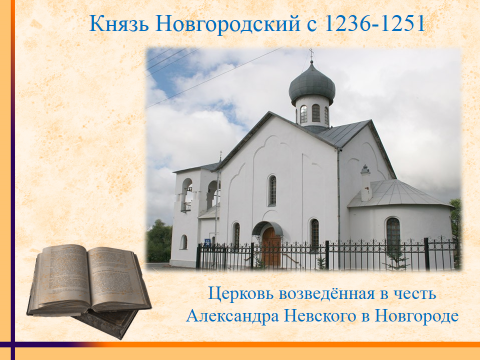 Князь Новгородский с 1236-1251
Церковь возведённая в честь
Александра Невского в Новгороде